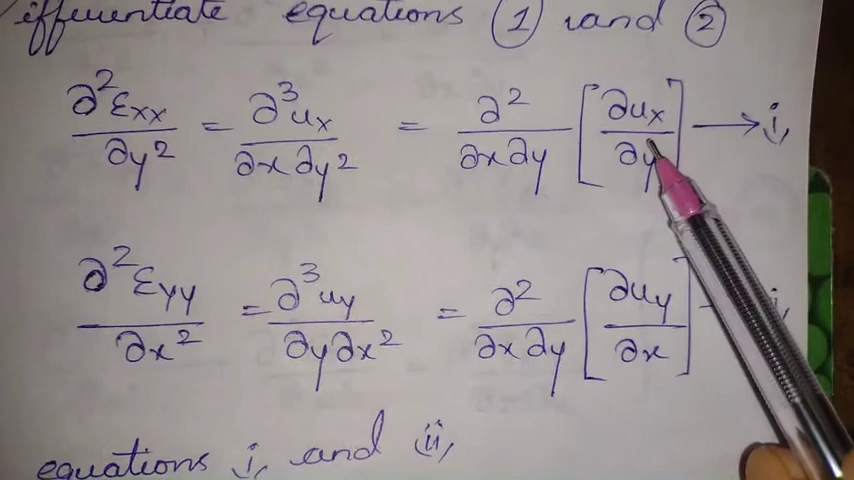 ifferentiate equations (1) and (2)
∂²εxx/∂y² = ∂³ux/∂x∂y² = ∂²/∂x∂y [∂ux/∂y] → i,
∂²εyy/∂x² = ∂³uy/∂y∂x² = ∂²/∂x∂y [∂uy/∂x]
equations i, and ii,